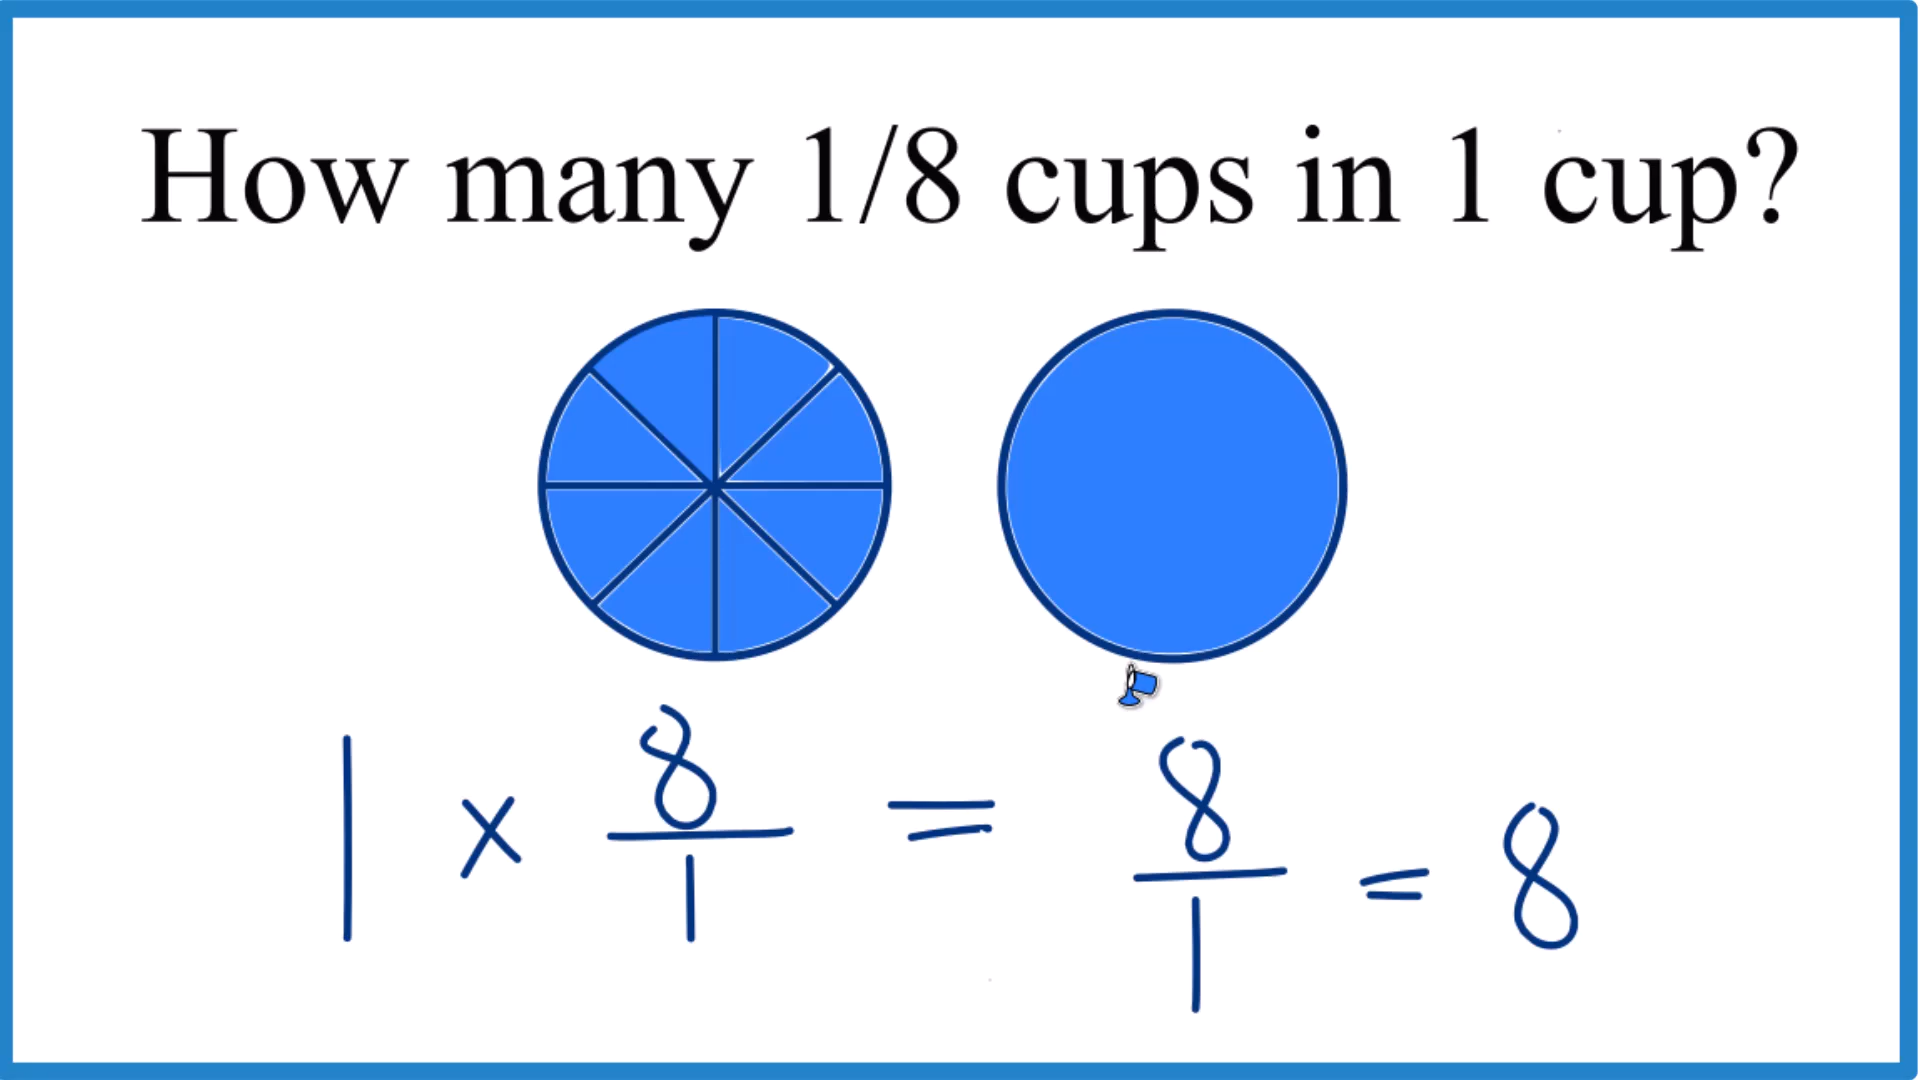 How many 1/8 cups in 1 cup?
1 × 8/1 = 8/1 = 8